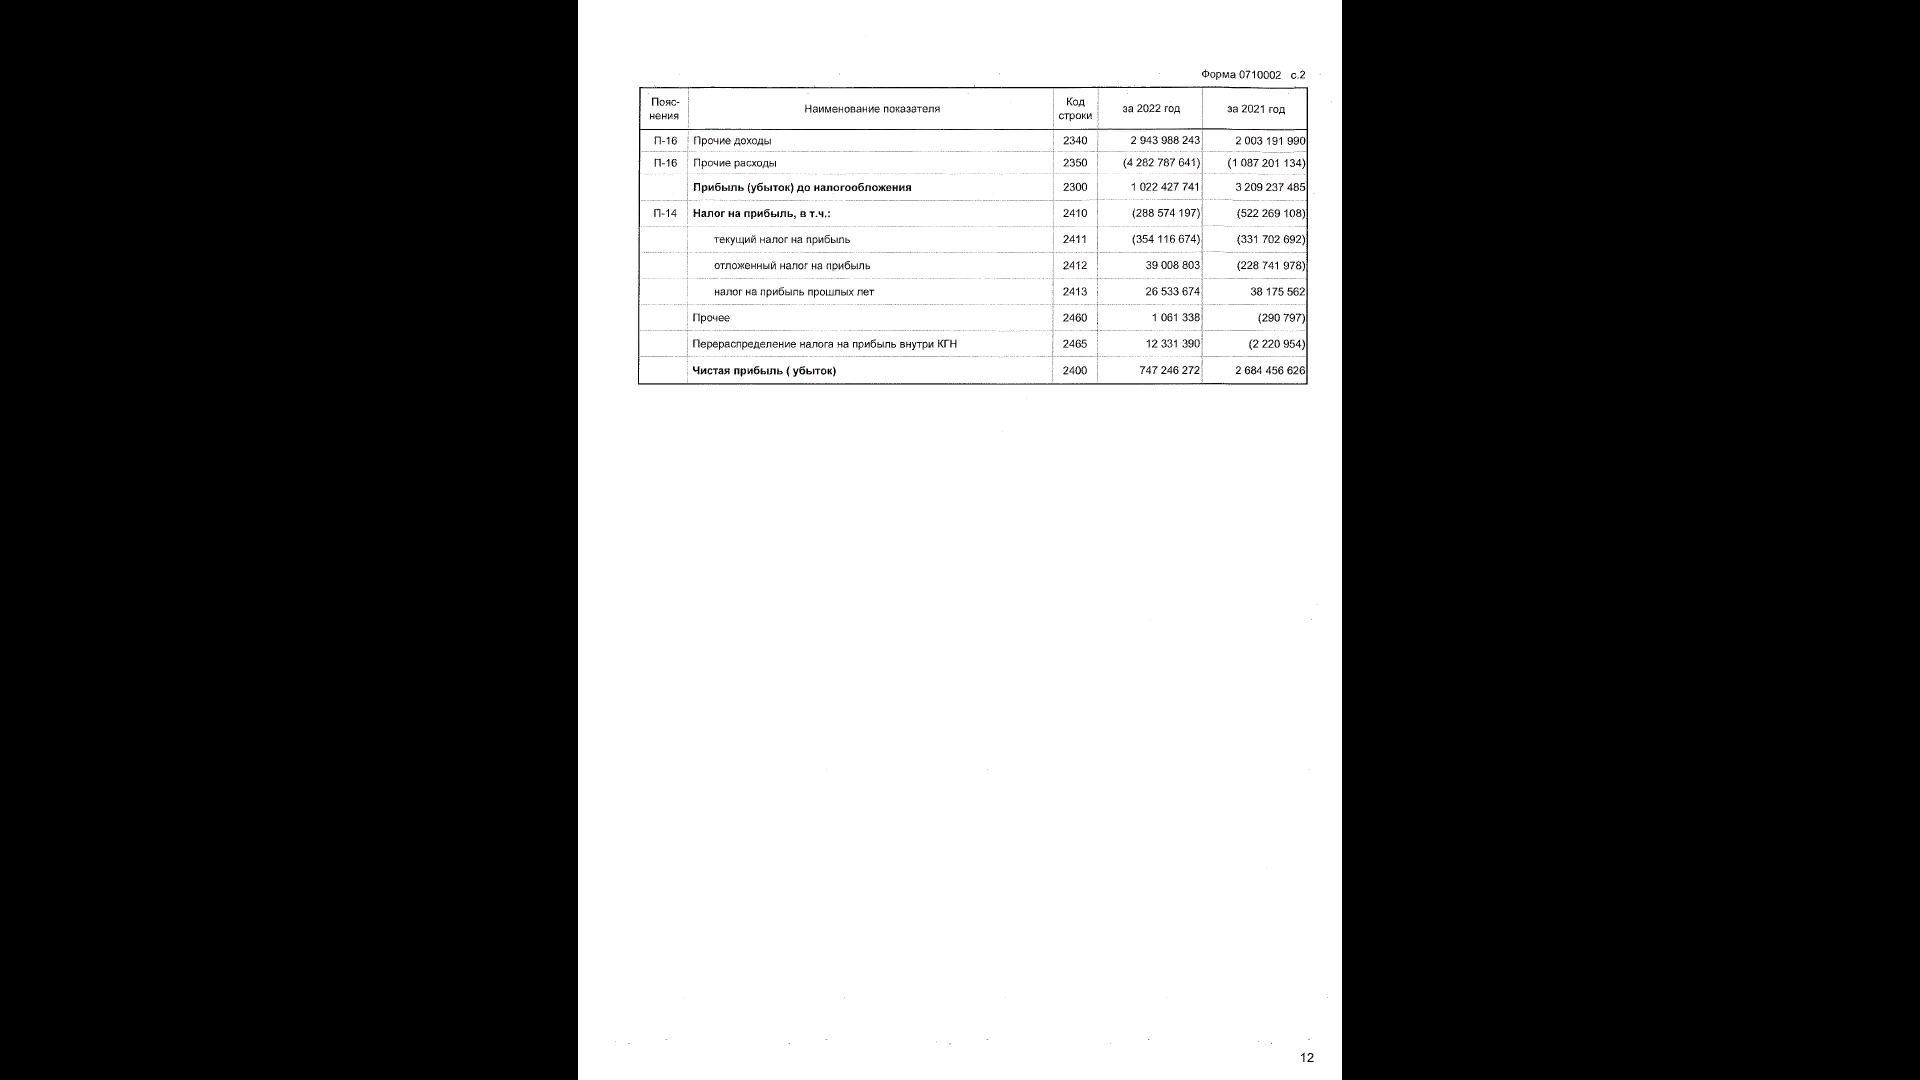 Форма 0710002 с.2
Пояс-нения Наименование показателя Код строки за 2022 год за 2021 год
П-16 Прочие доходы 2340 2 943 988 243 2 003 191 990
П-16 Прочие расходы 2350 (4 282 787 641) (1 087 201 134)
Прибыль (убыток) до налогообложения 2300 1 022 427 741 3 209 237 485
П-14 Налог на прибыль, в т.ч.: 2410 (288 574 197) (522 269 108)
текущий налог на прибыль 2411 (354 116 674) (331 702 692)
отложенный налог на прибыль 2412 39 008 803 (228 741 978)
налог на прибыль прошлых лет 2413 26 533 674 38 175 562
Прочее 2460 1 061 338 (290 797)
Перераспределение налога на прибыль внутри КГН 2465 12 331 390 (2 220 954)
Чистая прибыль ( убыток) 2400 747 246 272 2 684 456 626
12